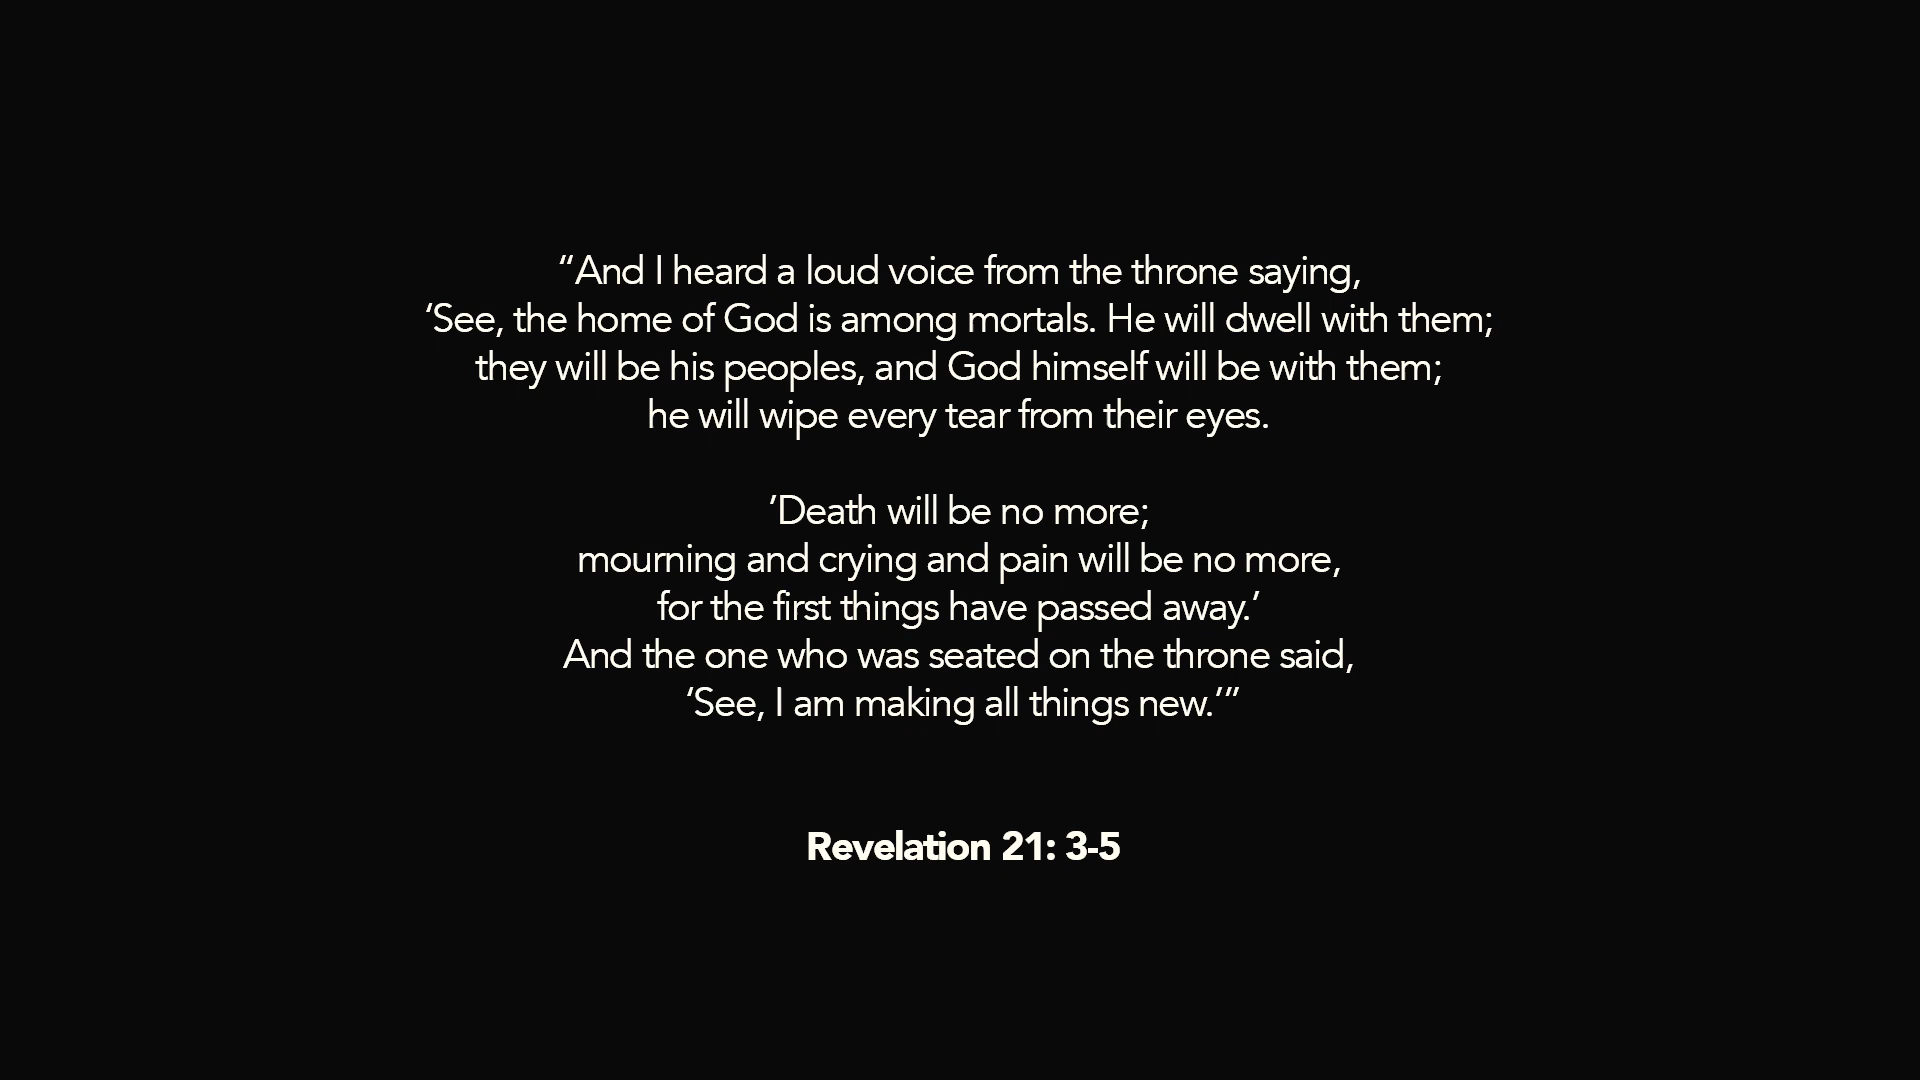 “And I heard a loud voice from the throne saying,
‘See, the home of God is among mortals. He will dwell with them;
they will be his peoples, and God himself will be with them;
he will wipe every tear from their eyes.
’Death will be no more;
mourning and crying and pain will be no more,
for the first things have passed away.’
And the one who was seated on the throne said,
‘See, I am making all things new.’”
Revelation 21: 3-5